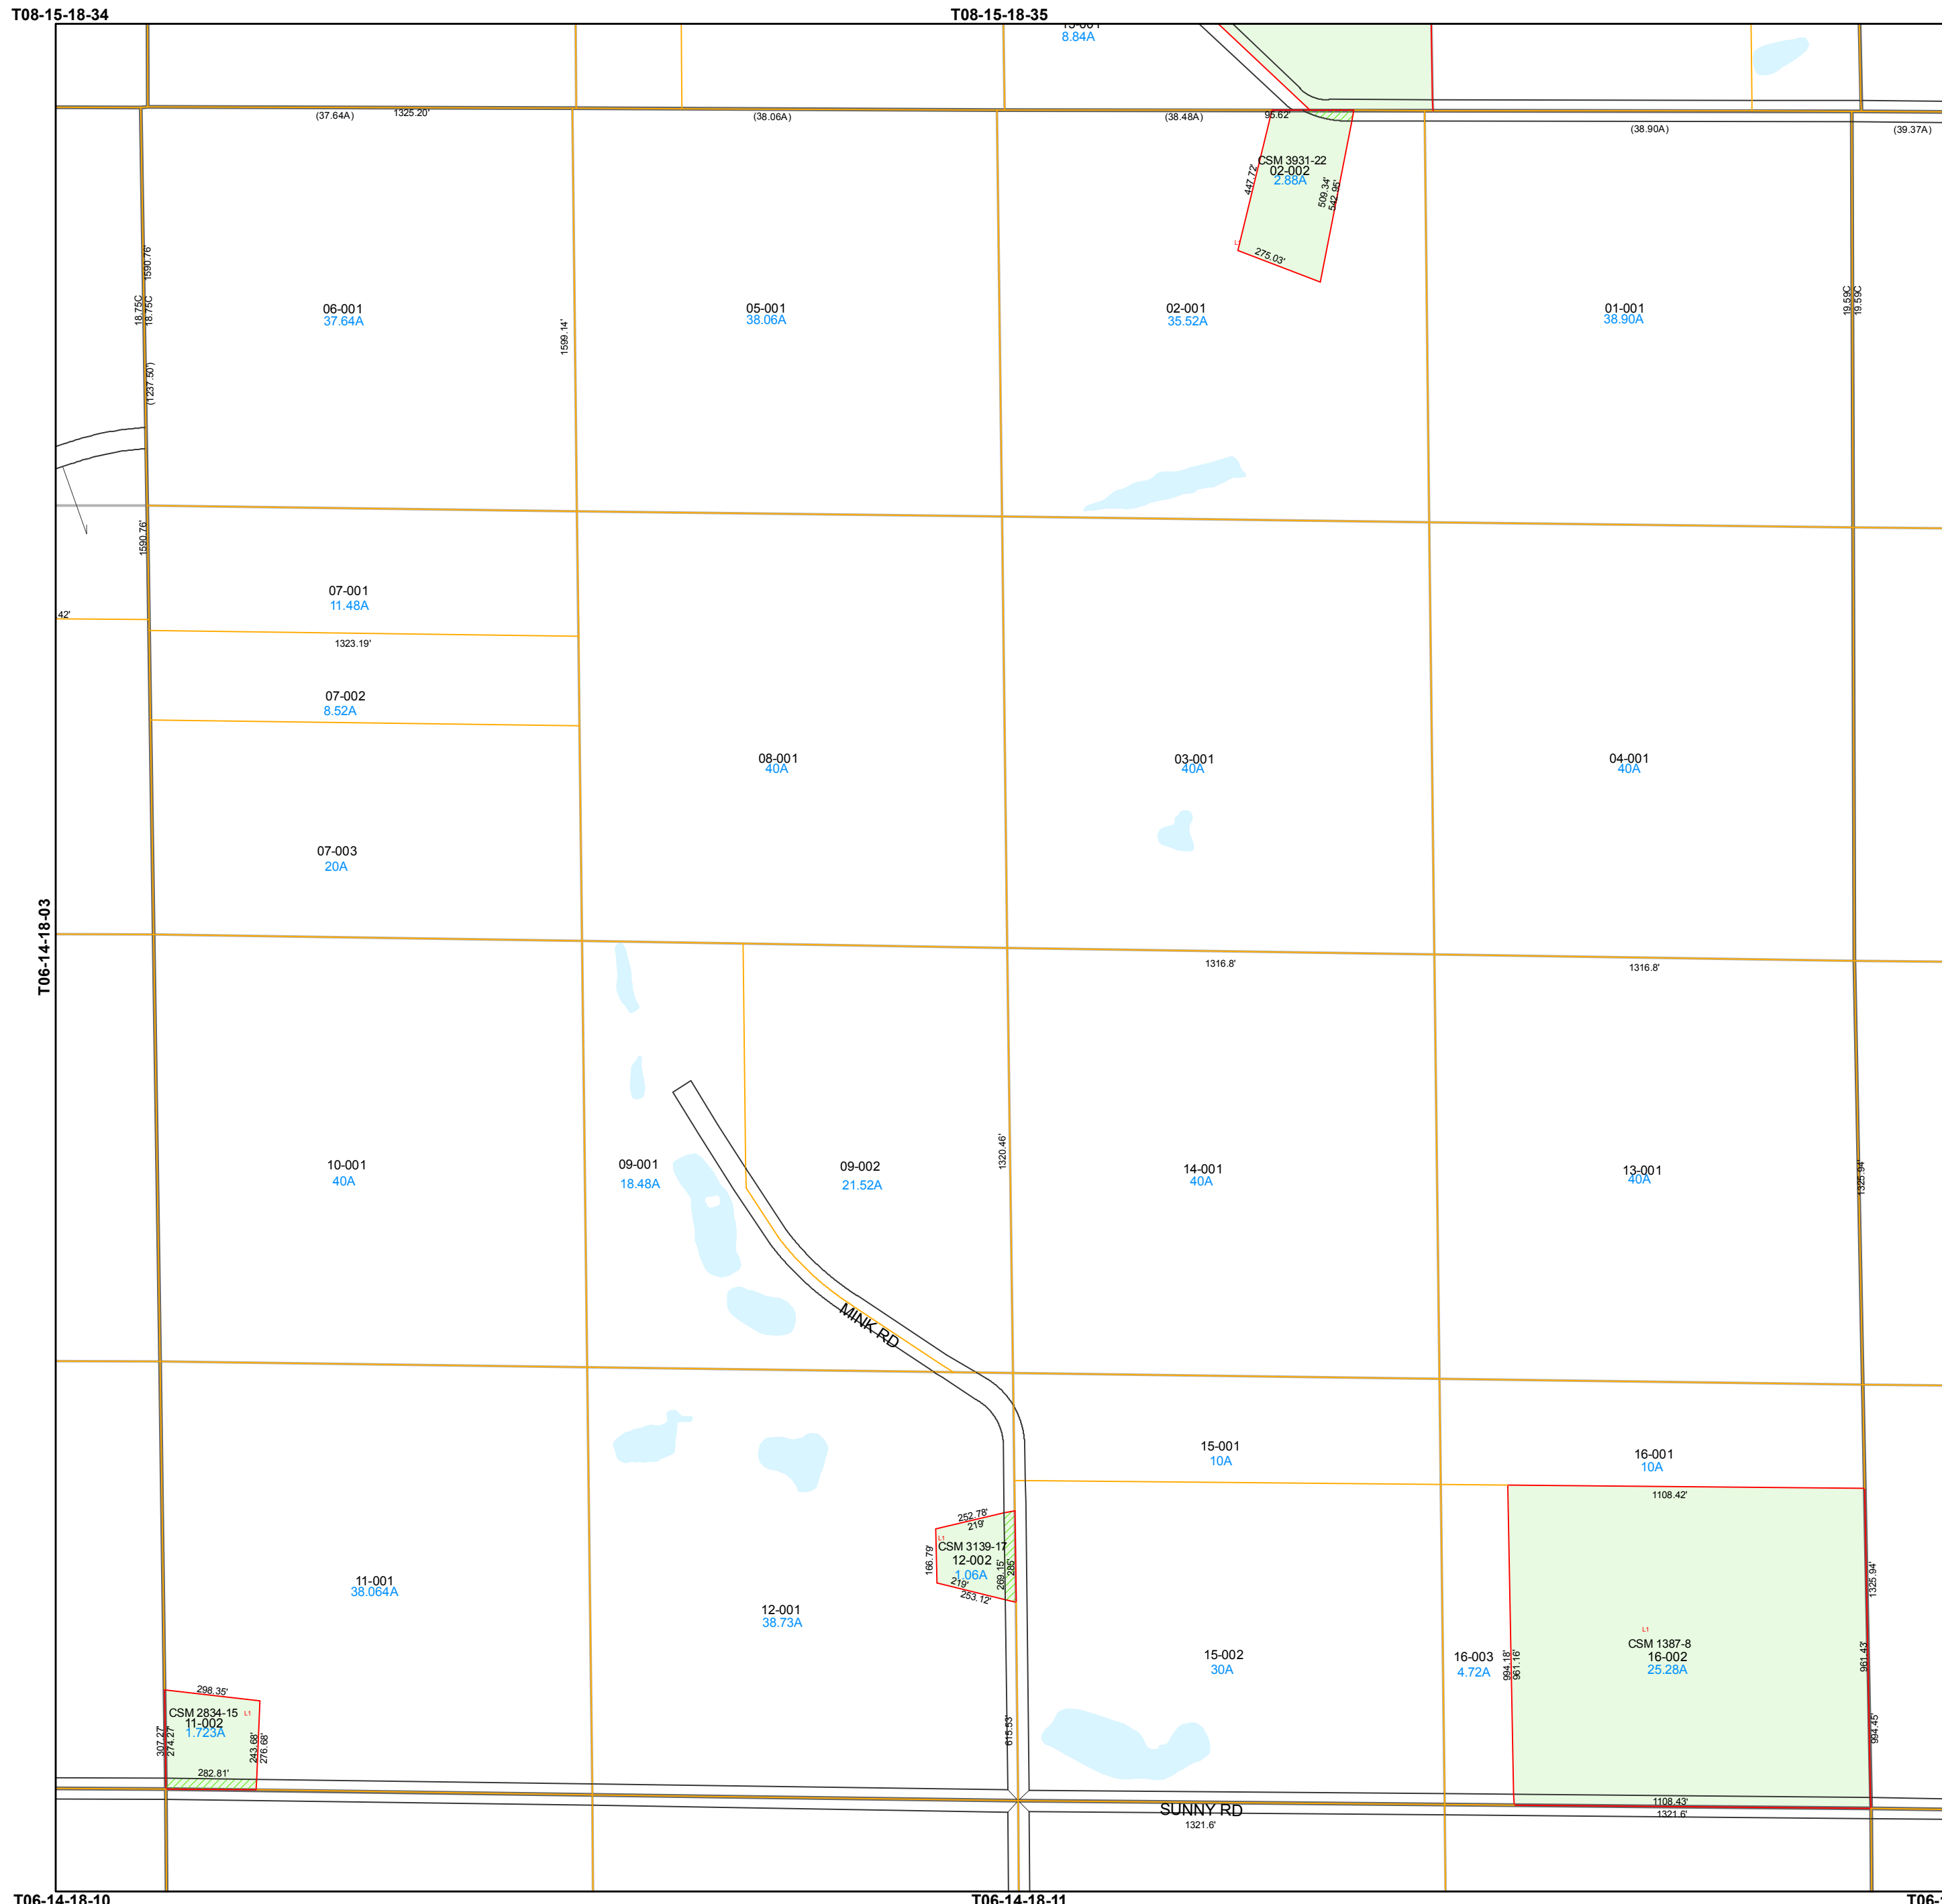 T08-15-18-34
T08-15-18-35
8.84A
(37.64A)
1325.20'
(38.06A)
(38.48A)
95.62'
(38.90A)
(39.37A)
CSM 3931-22
02-002
2.88A
447.72'
509.34'
542.95'
L1
275.03'
1590.76'
18.75C
18.75C
06-001
37.64A
1599.14'
05-001
38.06A
02-001
35.52A
01-001
38.90A
19.59C
19.59C
(1237.50')
1590.76'
07-001
11.48A
42'
1323.19'
07-002
8.52A
08-001
40A
03-001
40A
04-001
40A
07-003
20A
T06-14-18-03
1316.8'
1316.8'
10-001
40A
09-001
18.48A
09-002
21.52A
1320.46'
14-001
40A
13-001
40A
1325.94'
MINK RD
15-001
10A
16-001
10A
1108.42'
252.78'
219'
L1
CSM 3139-17
12-002
1.06A
166.79'
269.15'
285'
219'
253.12'
11-001
38.064A
12-001
38.73A
1325.94'
L1
CSM 1387-8
16-002
25.28A
15-002
30A
16-003
4.72A
994.18'
961.16'
961.43'
298.35'
CSM 2834-15
L1
11-002
1.723A
307.27'
274.27'
243.68'
276.68'
282.81'
615.53'
994.45'
SUNNY RD
1108.43'
1321.6'
1321.6'
T06-14-18-10
T06-14-18-11